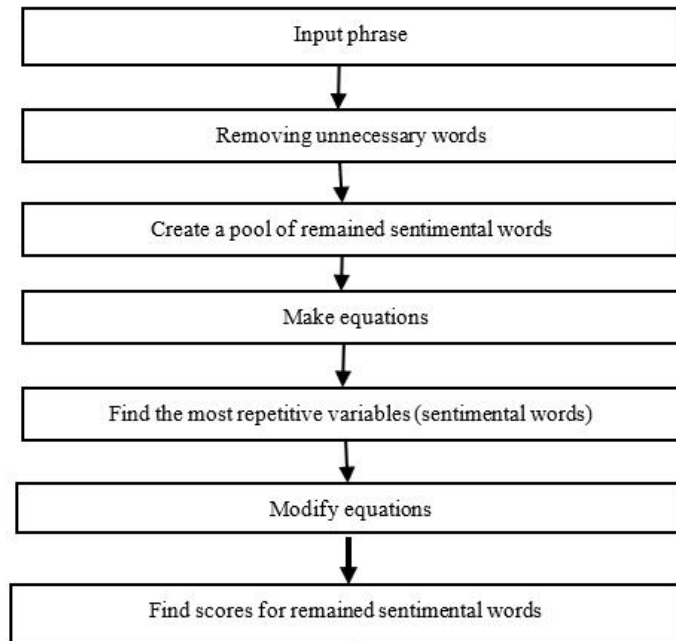 Input phrase
Removing unnecessary words
Create a pool of remained sentimental words
Make equations
Find the most repetitive variables (sentimental words)
Modify equations
Find scores for remained sentimental words